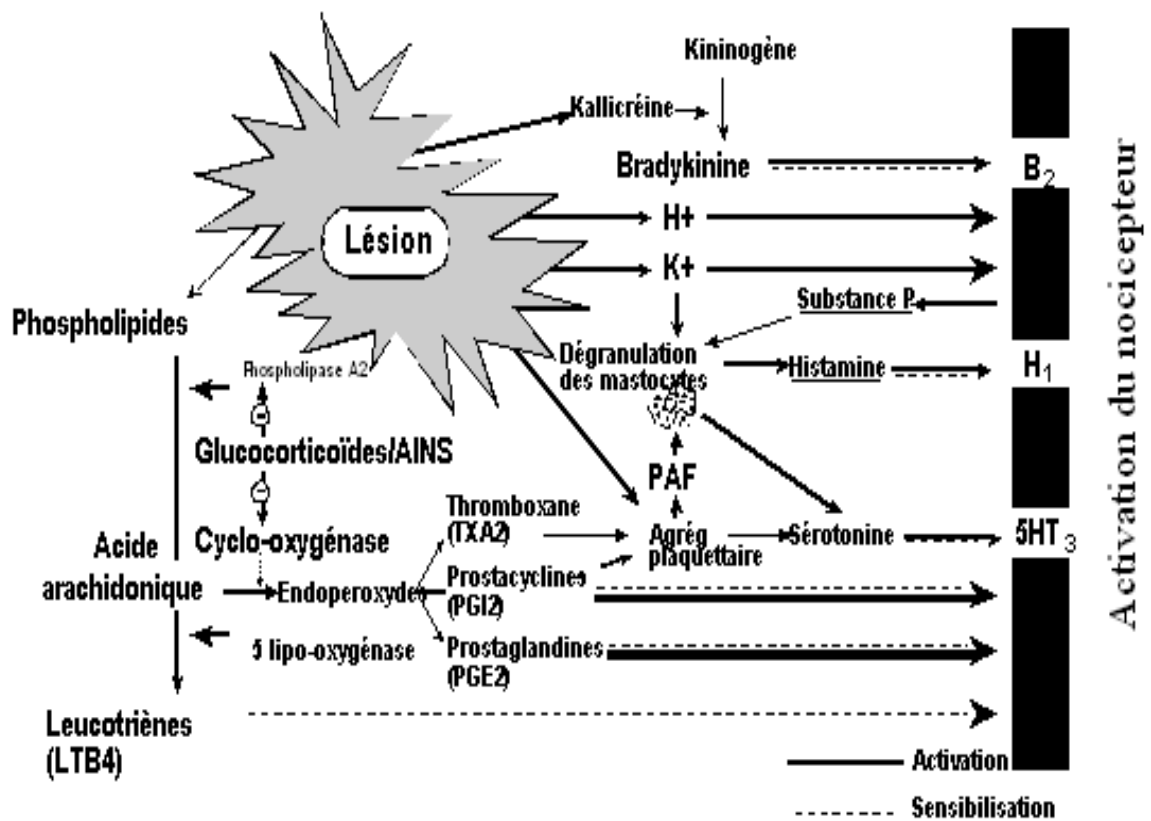 Kininogène
Kallicréine
Bradykinine
B2
Lésion
H+
K+
Substance P
Phospholipides
Phospholipase A2
Dégranulation
des mastocytes
Histamine
H1
Glucocorticoïdes/AINS
-
-
PAF
Thromboxane
(TXA2)
Cyclo-oxygénase
Agrég
plaquettaire
Sérotonine
5HT3
Acide
arachidonique
Endoperoxydes
Prostacyclines
(PGI2)
5 lipo-oxygénase
Prostaglandines
(PGE2)
Leucotriènes
(LTB4)
Activation
Sensibilisation
Activation du nocicepteur